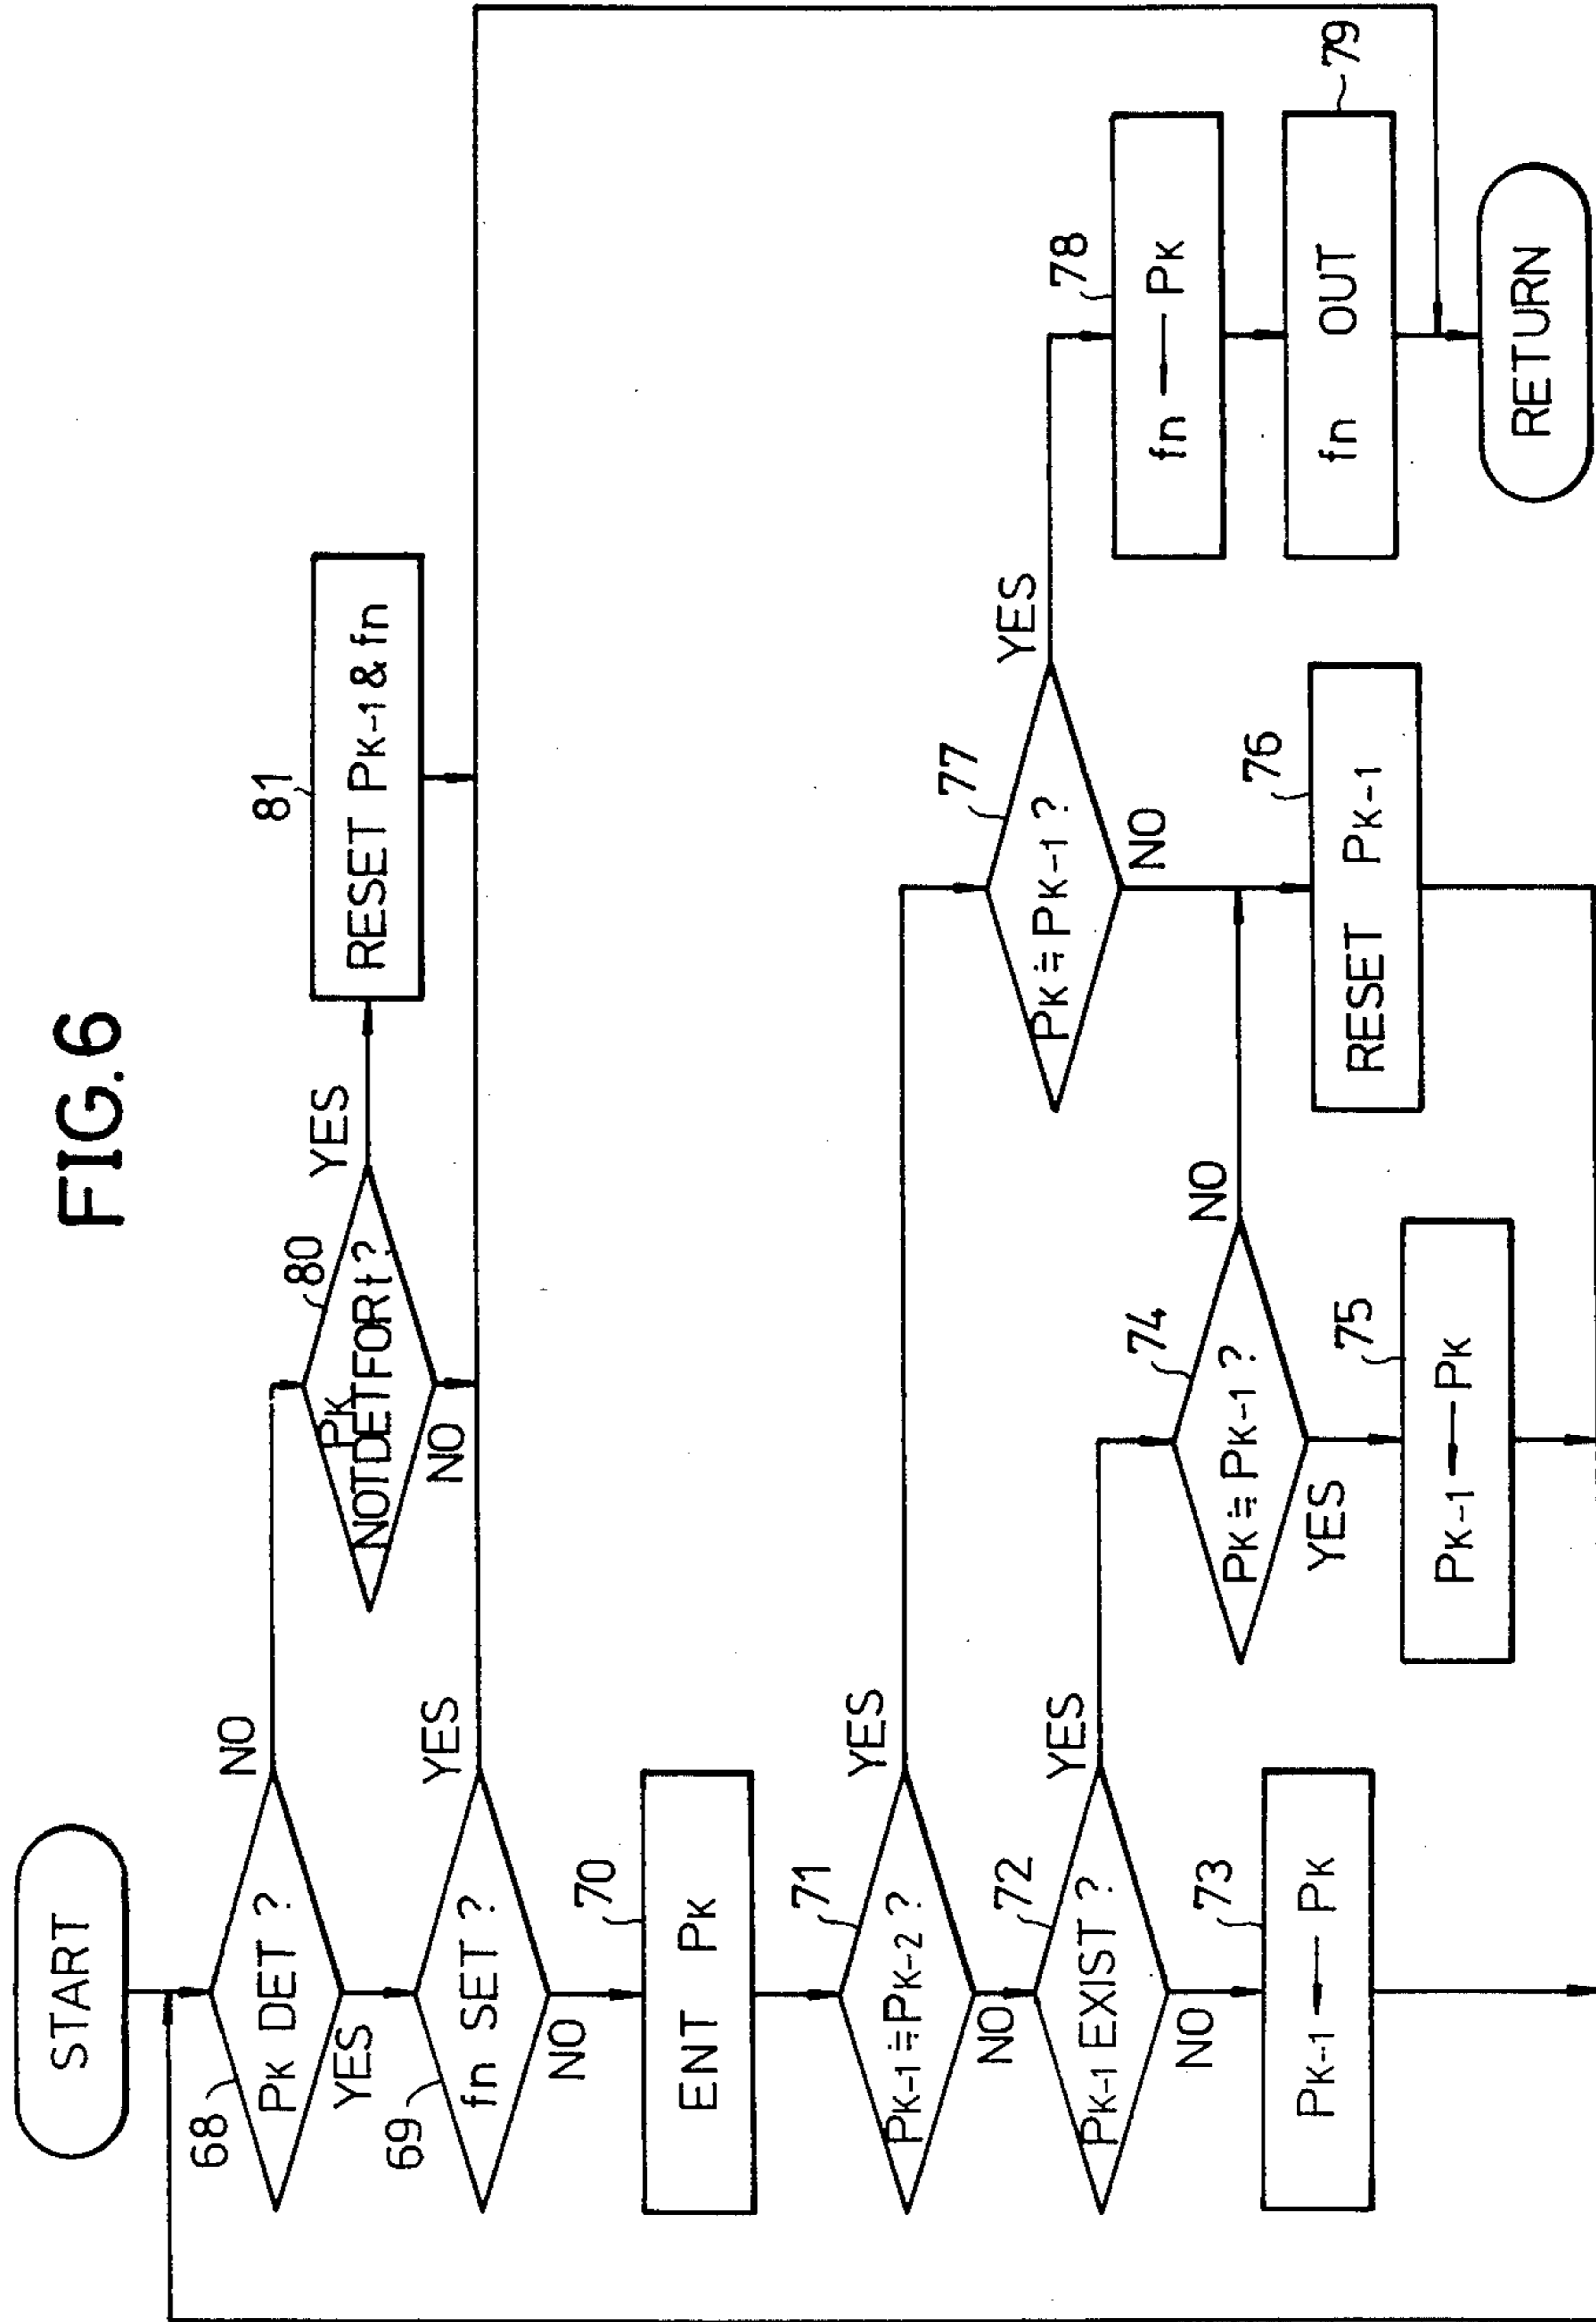 FIG.6
START
68
PK DET ?
NO
YES
80
PK
NOT DET FOR t ?
YES
NO
81
RESET PK-1 & fn
69
fn SET ?
YES
NO
70
ENT PK
71
PK-1 ≒ PK-2 ?
YES
NO
72
PK-1 EXIST ?
YES
NO
73
PK-1 ← PK
74
PK ≒ PK-1 ?
NO
YES
75
PK-1 ← PK
77
PK ≒ PK-1 ?
YES
NO
76
RESET PK-1
78
fn ← PK
79
fn OUT
RETURN